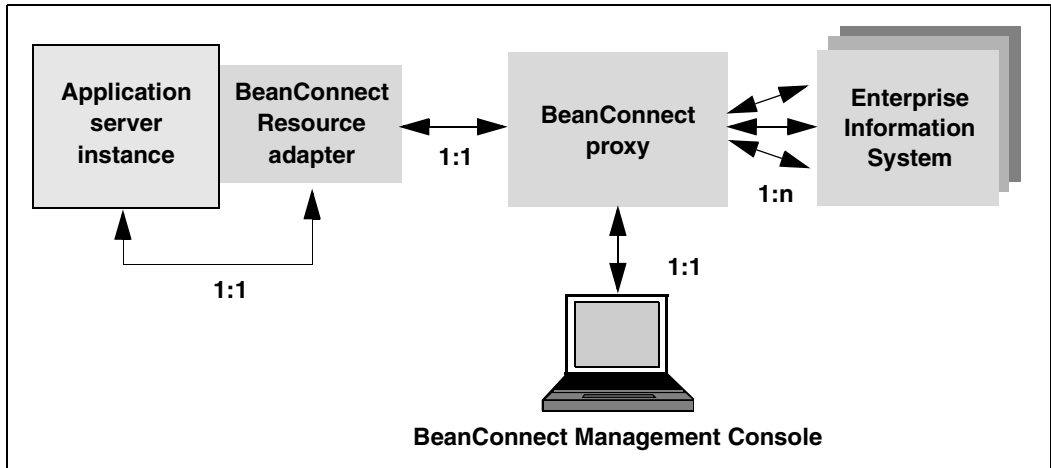 Application
server
instance
BeanConnect
Resource
adapter
1:1
1:1
BeanConnect
proxy
1:n
Enterprise
Information
System
1:1
BeanConnect Management Console